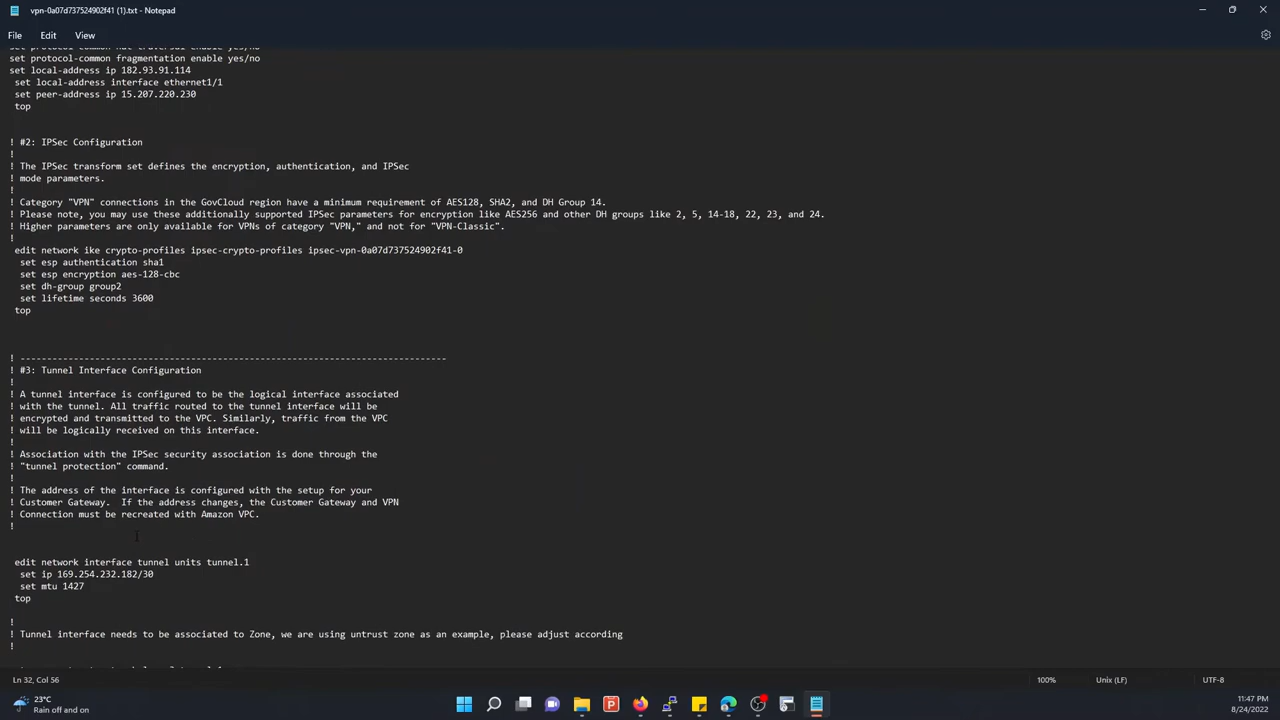 vpn-0a07d737524902f41 (1).txt - Notepad
File Edit View
set protocol-common nat-traversal enable yes/no
set protocol-common fragmentation enable yes/no
set local-address ip 182.93.91.114
set local-address interface ethernet1/1
set peer-address ip 15.207.220.230
top
! #2: IPSec Configuration
!
! The IPSec transform set defines the encryption, authentication, and IPSec
! mode parameters.
!
! Category "VPN" connections in the GovCloud region have a minimum requirement of AES128, SHA2, and DH Group 14.
! Please note, you may use these additionally supported IPSec parameters for encryption like AES256 and other DH groups like 2, 5, 14-18, 22, 23, and 24.
! Higher parameters are only available for VPNs of category "VPN," and not for "VPN-Classic".
!
edit network ike crypto-profiles ipsec-crypto-profiles ipsec-vpn-0a07d737524902f41-0
set esp authentication sha1
set esp encryption aes-128-cbc
set dh-group group2
set lifetime seconds 3600
top
! --------------------------------------------------------------------------------
! #3: Tunnel Interface Configuration
!
! A tunnel interface is configured to be the logical interface associated
! with the tunnel. All traffic routed to the tunnel interface will be
! encrypted and transmitted to the VPC. Similarly, traffic from the VPC
! will be logically received on this interface.
!
! Association with the IPSec security association is done through the
! "tunnel protection" command.
!
! The address of the interface is configured with the setup for your
! Customer Gateway.  If the address changes, the Customer Gateway and VPN
! Connection must be recreated with Amazon VPC.
!
edit network interface tunnel units tunnel.1
set ip 169.254.232.182/30
set mtu 1427
top
!
! Tunnel interface needs to be associated to Zone, we are using untrust zone as an example, please adjust according
!
Ln 32, Col 56
100%
Unix (LF)
UTF-8
23°C
Rain off and on
11:47 PM
8/24/2022